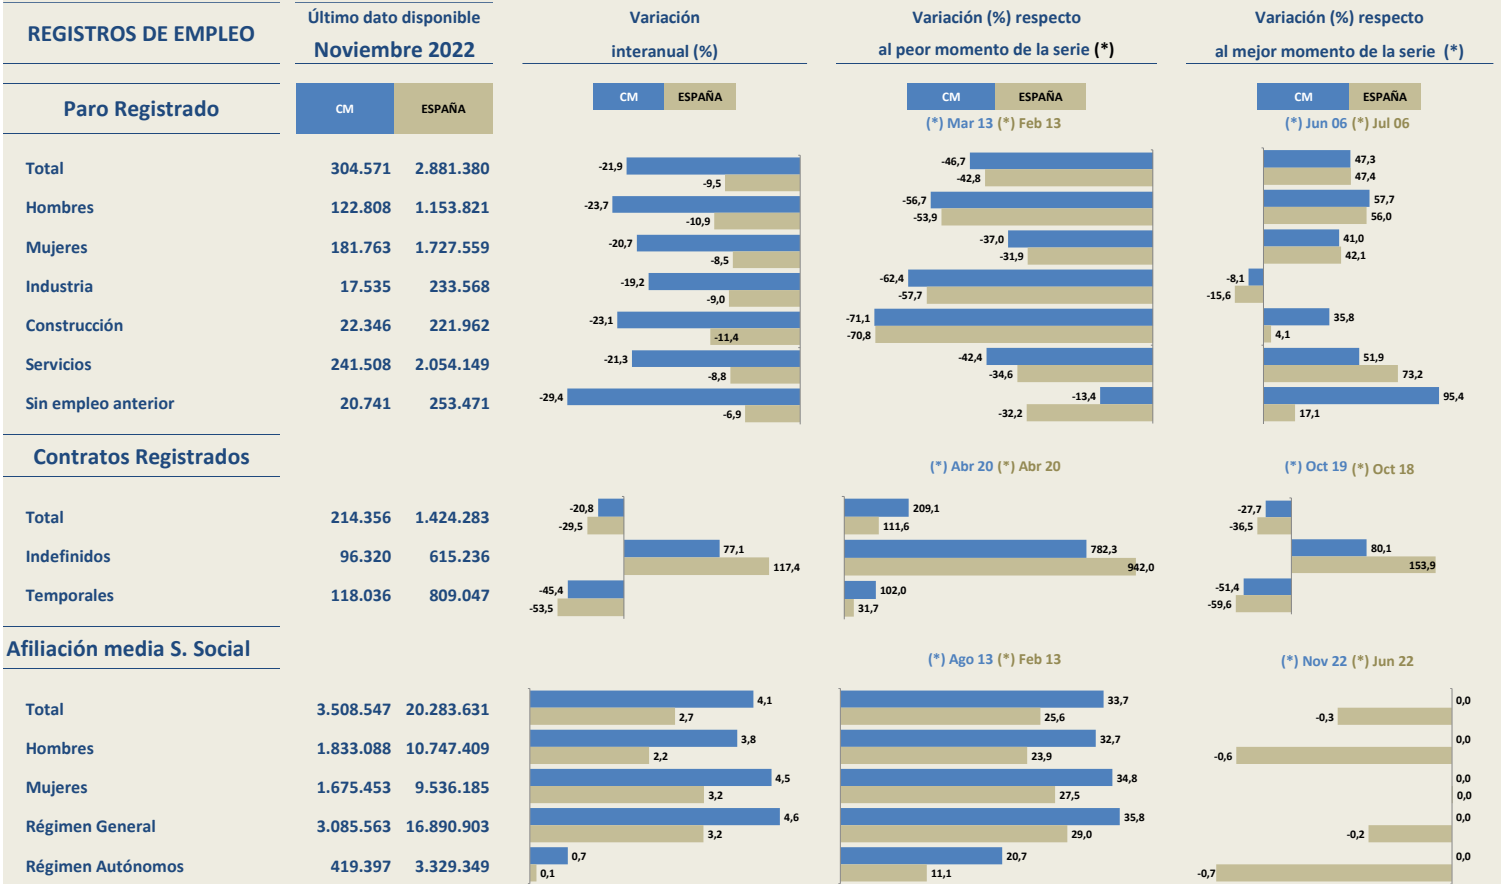 REGISTROS DE EMPLEO
Último dato disponible
Noviembre 2022
Variación
interanual (%)
Variación (%) respecto
al peor momento de la serie (*)
Variación (%) respecto
al mejor momento de la serie (*)
Paro Registrado
CM ESPAÑA
CM ESPAÑA
CM ESPAÑA
(*) Mar 13 (*) Feb 13
CM ESPAÑA
(*) Jun 06 (*) Jul 06
Total 304.571 2.881.380 -21,9 -9,5 -46,7 -42,8 47,3 47,4
Hombres 122.808 1.153.821 -23,7 -10,9 -56,7 -53,9 57,7 56,0
Mujeres 181.763 1.727.559 -20,7 -8,5 -37,0 -31,9 41,0 42,1
Industria 17.535 233.568 -19,2 -9,0 -62,4 -57,7 -8,1 -15,6
Construcción 22.346 221.962 -23,1 -11,4 -71,1 -70,8 35,8 4,1
Servicios 241.508 2.054.149 -21,3 -8,8 -42,4 -34,6 51,9 73,2
Sin empleo anterior 20.741 253.471 -29,4 -6,9 -13,4 -32,2 95,4 17,1
Contratos Registrados
(*) Abr 20 (*) Abr 20
(*) Oct 19 (*) Oct 18
Total 214.356 1.424.283 -20,8 -29,5 209,1 111,6 -27,7 -36,5
Indefinidos 96.320 615.236 77,1 117,4 782,3 942,0 80,1 153,9
Temporales 118.036 809.047 -45,4 -53,5 102,0 31,7 -51,4 -59,6
Afiliación media S. Social
(*) Ago 13 (*) Feb 13
(*) Nov 22 (*) Jun 22
Total 3.508.547 20.283.631 4,1 2,7 33,7 25,6 0,0 -0,3
Hombres 1.833.088 10.747.409 3,8 2,2 32,7 23,9 0,0 -0,6
Mujeres 1.675.453 9.536.185 4,5 3,2 34,8 27,5 0,0 0,0
Régimen General 3.085.563 16.890.903 4,6 3,2 35,8 29,0 0,0 -0,2
Régimen Autónomos 419.397 3.329.349 0,7 0,1 20,7 11,1 0,0 -0,7